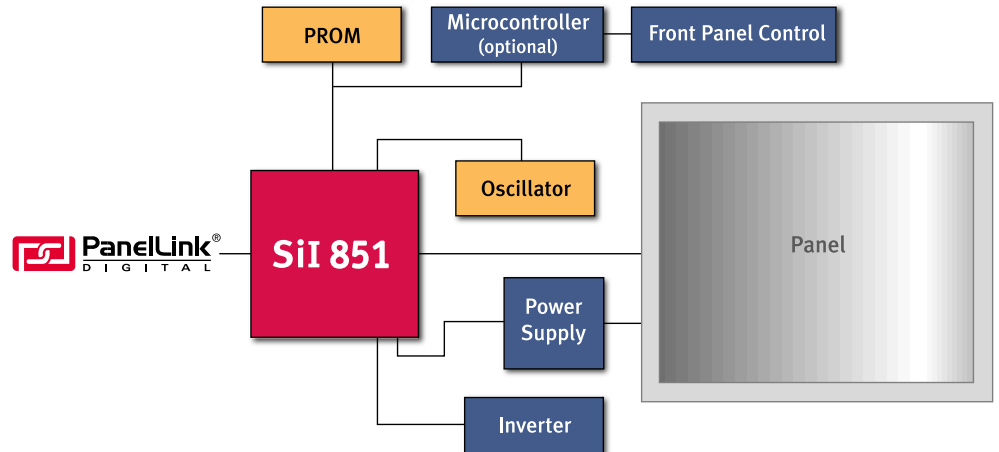 PROM
Microcontroller
(optional)
Front Panel Control
Oscillator
PanelLink®
DIGITAL
SiI 851
Panel
Power
Supply
Inverter